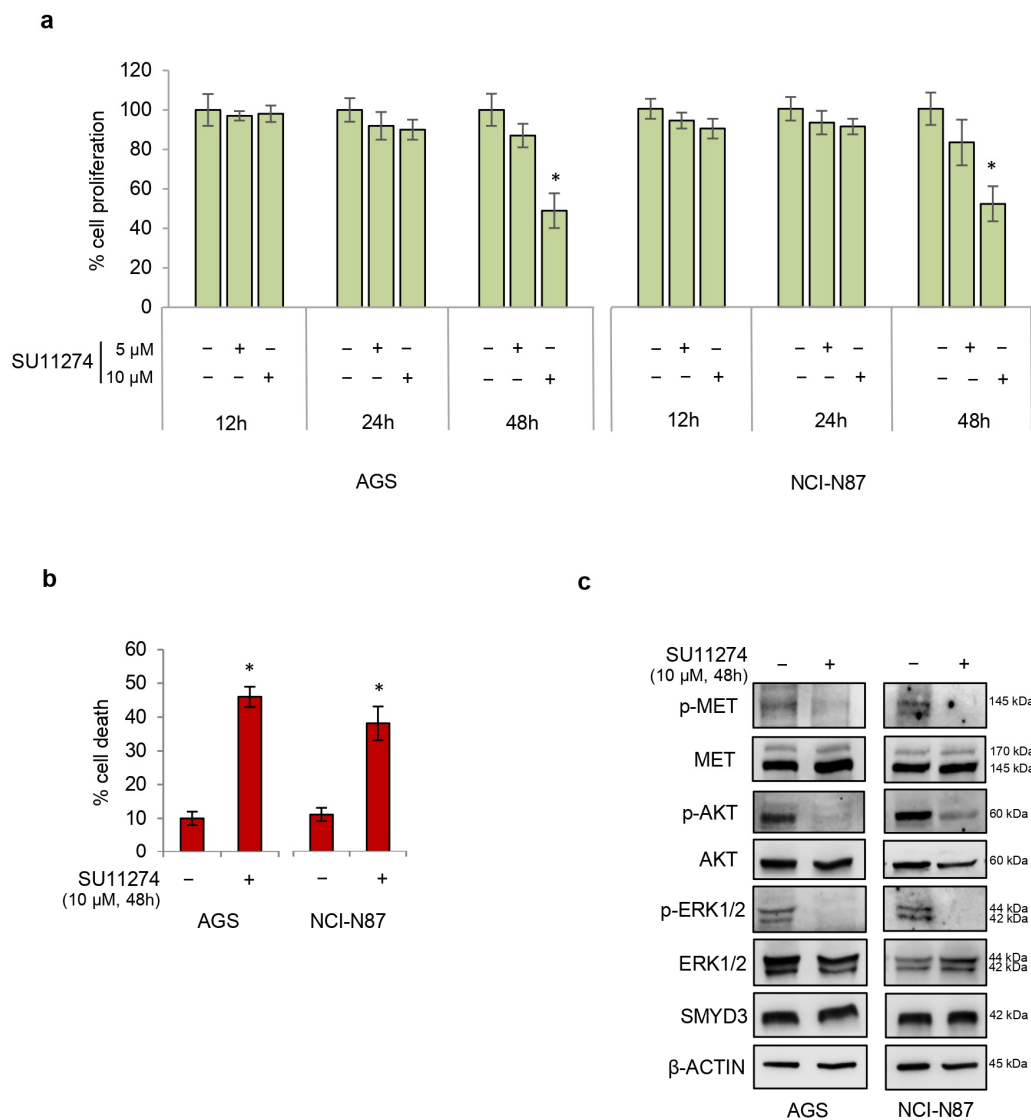 a
120
100
80
60
40
20
0
% cell proliferation
* *
SU11274
5 µM − + − − + − − + − − + − − + − − + −
10 µM − − + − − + − − + − − + − − + − − +
12h 24h 48h 12h 24h 48h
AGS NCI-N87
b
60
50
40
30
20
10
0
% cell death
* *
SU11274 − + − +
(10 µM, 48h)
AGS NCI-N87
c
SU11274 − + − +
(10 µM, 48h)
p-MET 145 kDa
MET 170 kDa
145 kDa
p-AKT 60 kDa
AKT 60 kDa
p-ERK1/2 44 kDa
42 kDa
ERK1/2 44 kDa
42 kDa
SMYD3 42 kDa
β-ACTIN 45 kDa
AGS NCI-N87